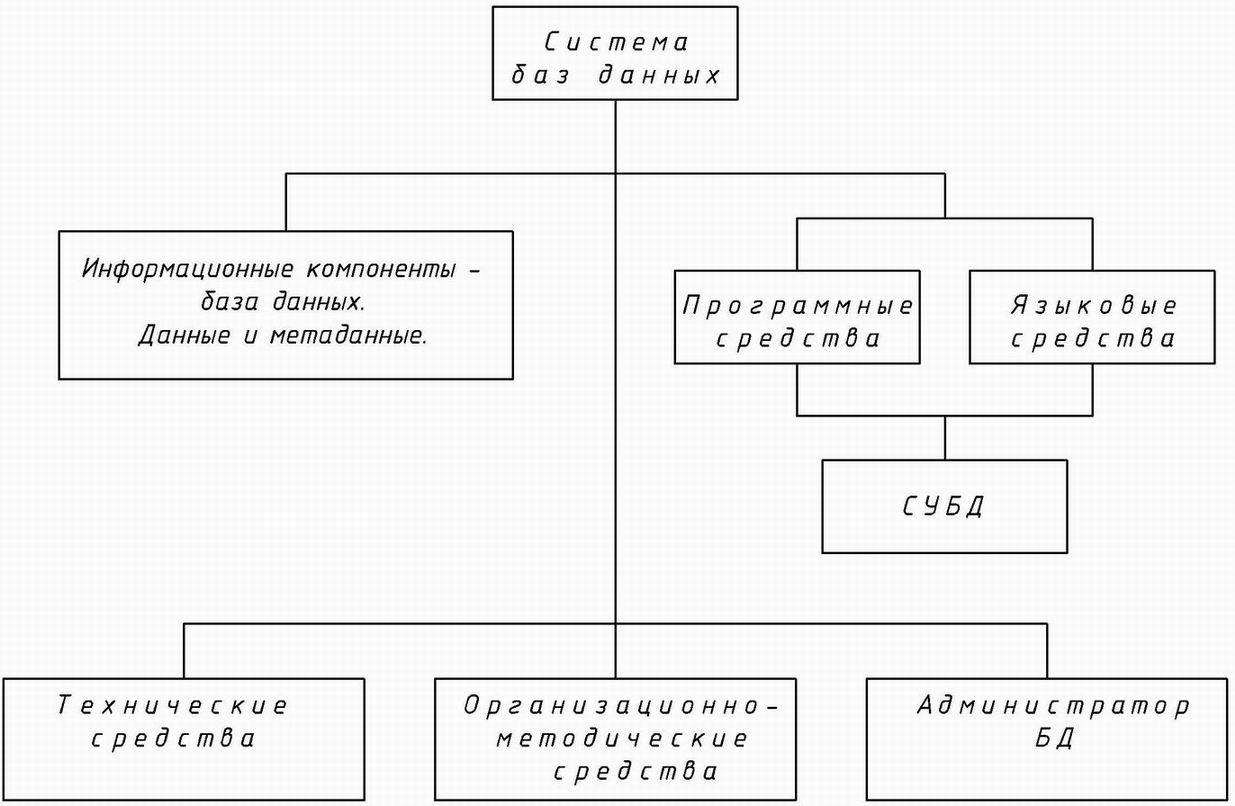 Система
баз данных
Информационные компоненты -
база данных.
Данные и метаданные.
Программные
средства
Языковые
средства
СУБД
Технические
средства
Организационно-
методические
средства
Администратор
БД